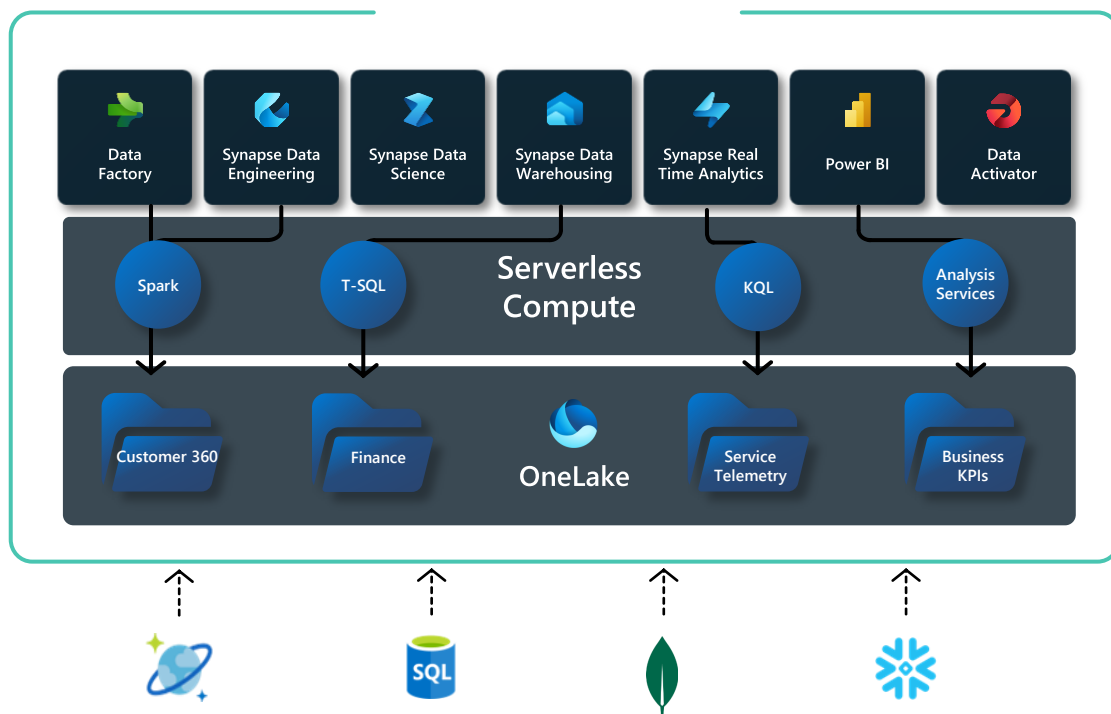 Data
Factory
Synapse Data
Engineering
Synapse Data
Science
Synapse Data
Warehousing
Synapse Real
Time Analytics
Power BI
Data
Activator
Serverless
Compute
Spark
T-SQL
KQL
Analysis
Services
Customer 360
Finance
OneLake
Service
Telemetry
Business
KPIs
SQL